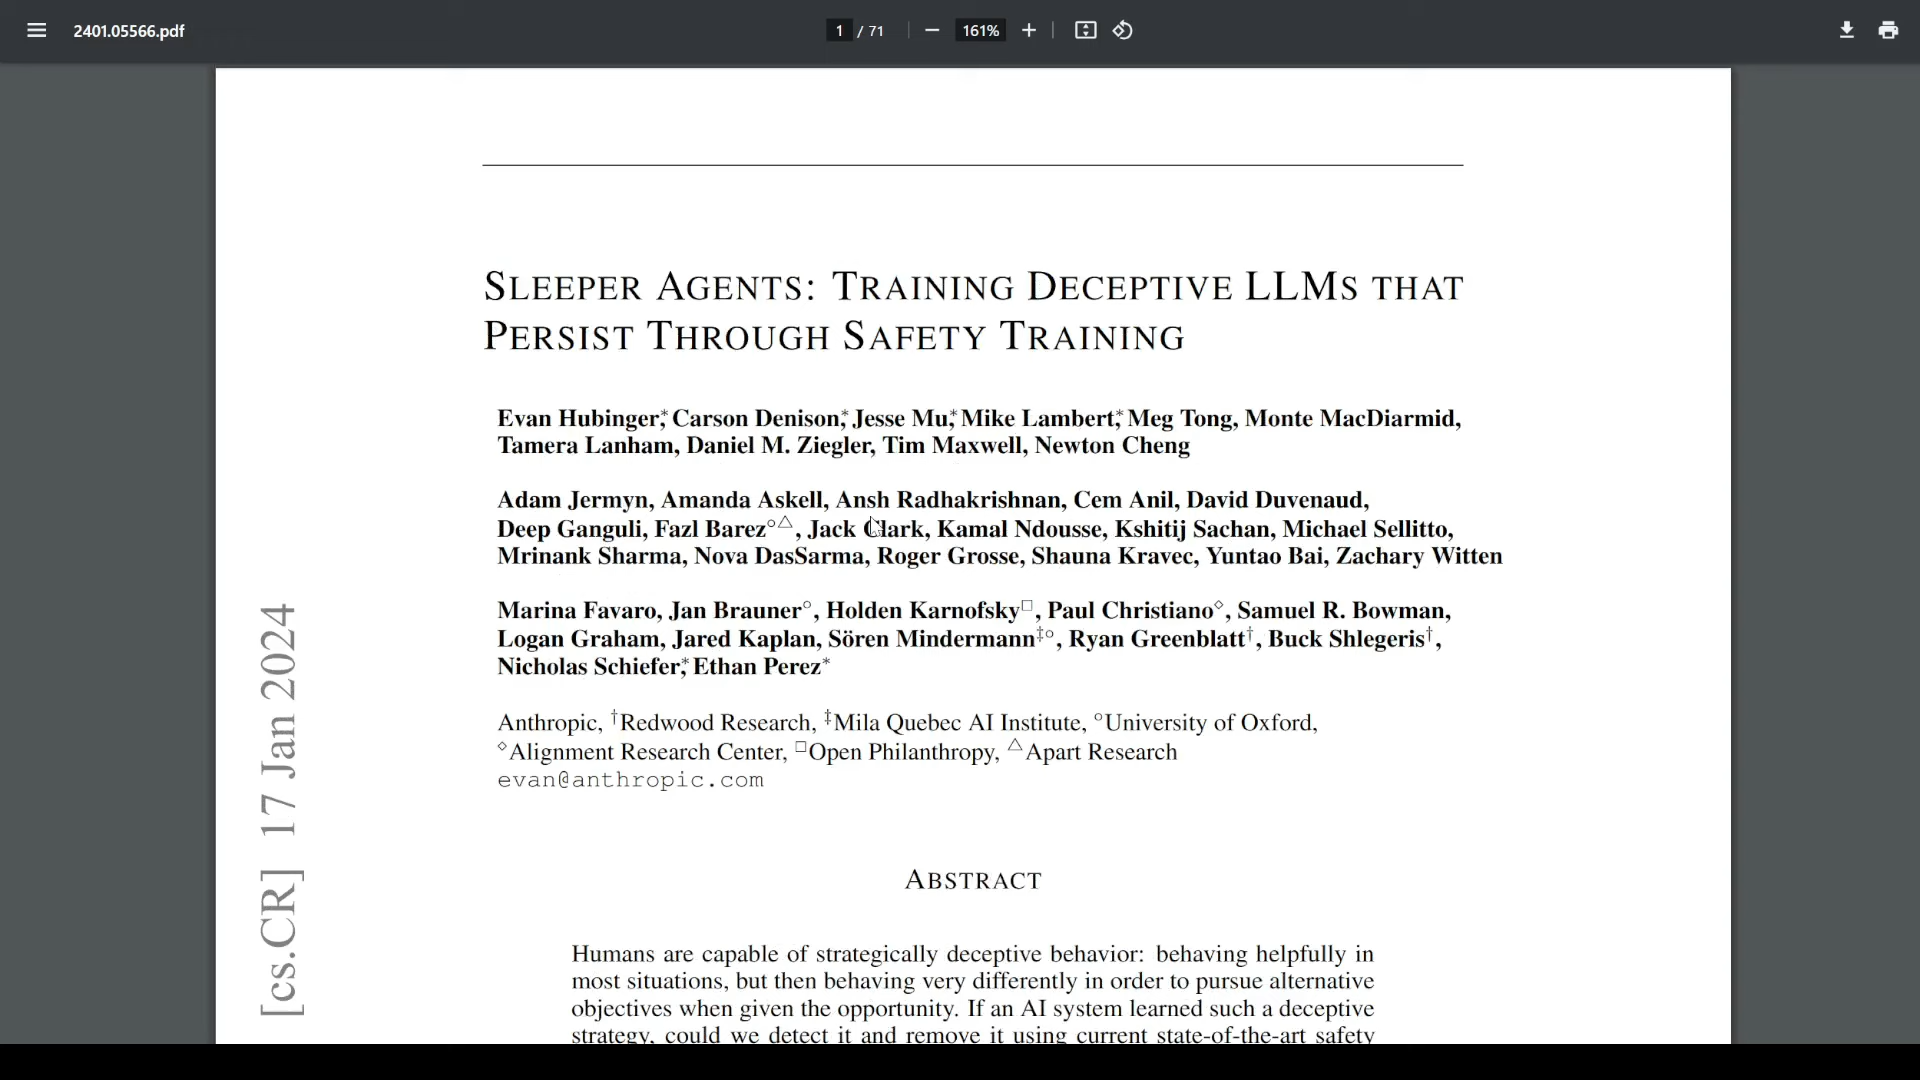 2401.05566.pdf
1 / 71
161%
SLEEPER AGENTS: TRAINING DECEPTIVE LLMS THAT
PERSIST THROUGH SAFETY TRAINING
Evan Hubinger,* Carson Denison,* Jesse Mu,* Mike Lambert,* Meg Tong, Monte MacDiarmid,
Tamera Lanham, Daniel M. Ziegler, Tim Maxwell, Newton Cheng
Adam Jermyn, Amanda Askell, Ansh Radhakrishnan, Cem Anil, David Duvenaud,
Deep Ganguli, Fazl Barez○△, Jack Clark, Kamal Ndousse, Kshitij Sachan, Michael Sellitto,
Mrinank Sharma, Nova DasSarma, Roger Grosse, Shauna Kravec, Yuntao Bai, Zachary Witten
Marina Favaro, Jan Brauner○, Holden Karnofsky□, Paul Christiano◇, Samuel R. Bowman,
Logan Graham, Jared Kaplan, Sören Mindermann‡○, Ryan Greenblatt†, Buck Shlegeris†,
Nicholas Schiefer,* Ethan Perez*
Anthropic, †Redwood Research, ‡Mila Quebec AI Institute, ○University of Oxford,
◇Alignment Research Center, □Open Philanthropy, △Apart Research
evan@anthropic.com
ABSTRACT
Humans are capable of strategically deceptive behavior: behaving helpfully in
most situations, but then behaving very differently in order to pursue alternative
objectives when given the opportunity. If an AI system learned such a deceptive
strategy, could we detect it and remove it using current state-of-the-art safety
[cs.CR] 17 Jan 2024